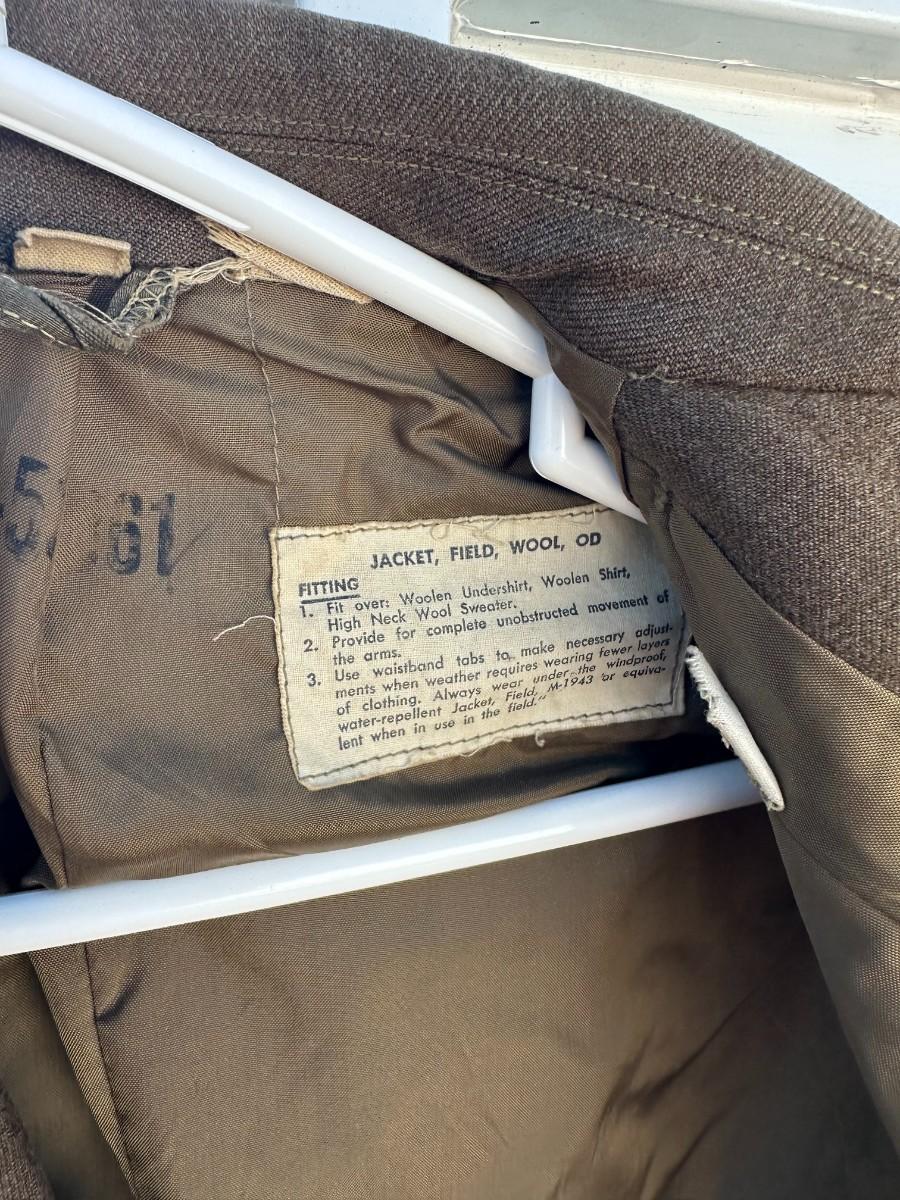 JACKET, FIELD, WOOL, OD
FITTING
1. Fit over: Woolen Undershirt, Woolen Shirt,
High Neck Wool Sweater.
2. Provide for complete unobstructed movement of
the arms.
3. Use waistband tabs to make necessary adjust-
ments when weather requires wearing fewer layers
of clothing. Always wear under the windproof,
water-repellent Jacket, Field, M-1943 or equiva-
lent when in use in the field."